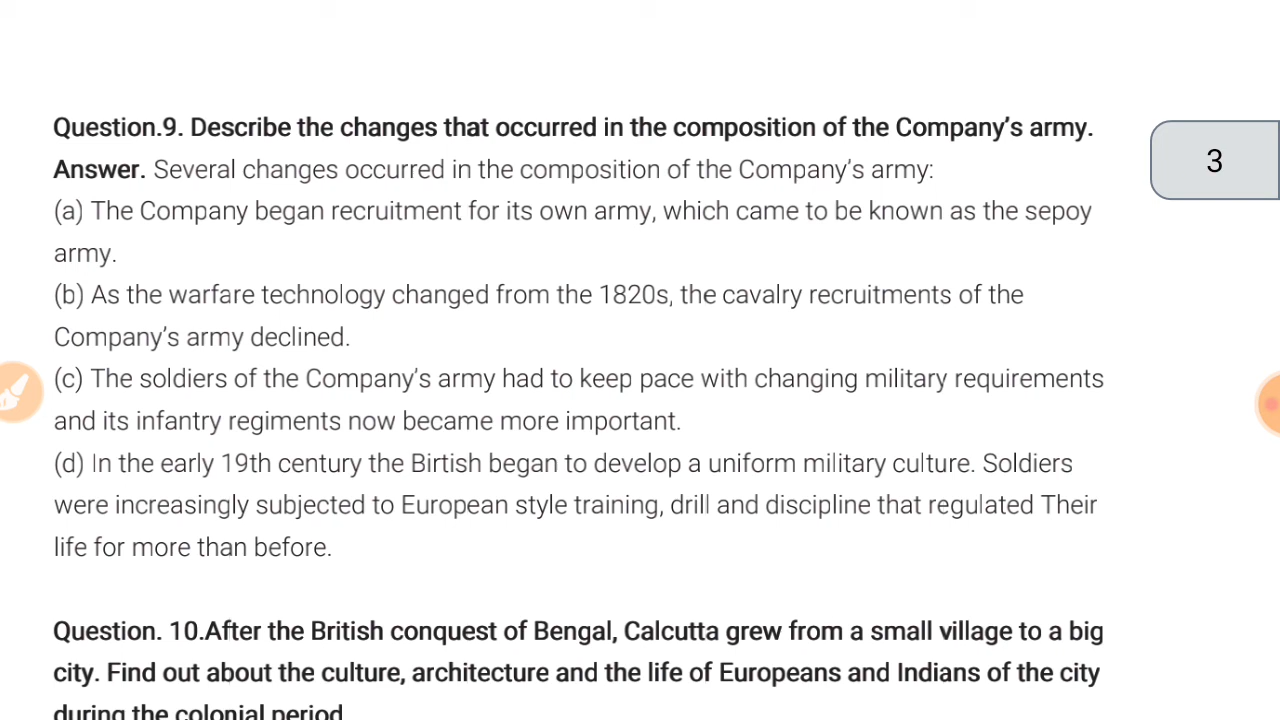 Question.9. Describe the changes that occurred in the composition of the Company's army.
3
Answer. Several changes occurred in the composition of the Company's army:
(a) The Company began recruitment for its own army, which came to be known as the sepoy
army.
(b) As the warfare technology changed from the 1820s, the cavalry recruitments of the
Company's army declined.
(c) The soldiers of the Company's army had to keep pace with changing military requirements
and its infantry regiments now became more important.
(d) In the early 19th century the Birtish began to develop a uniform military culture. Soldiers
were increasingly subjected to European style training, drill and discipline that regulated Their
life for more than before.
Question. 10.After the British conquest of Bengal, Calcutta grew from a small village to a big
city. Find out about the culture, architecture and the life of Europeans and Indians of the city
during the colonial period